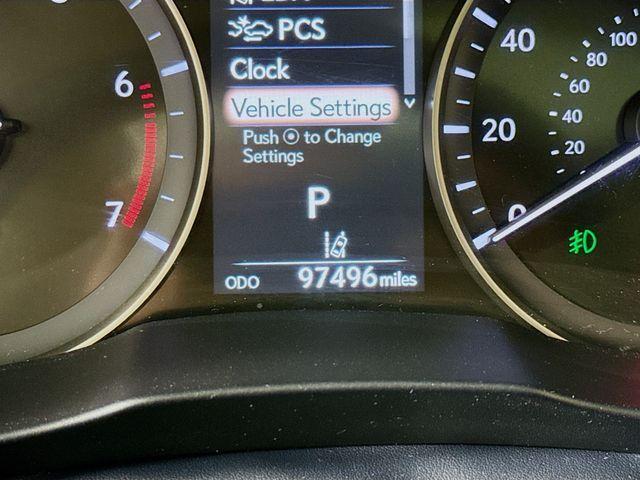 PCS
Clock
Vehicle Settings
Push to Change
Settings
P
ODO 97496 miles
6
7
40
20
0
100
80
60
40
20